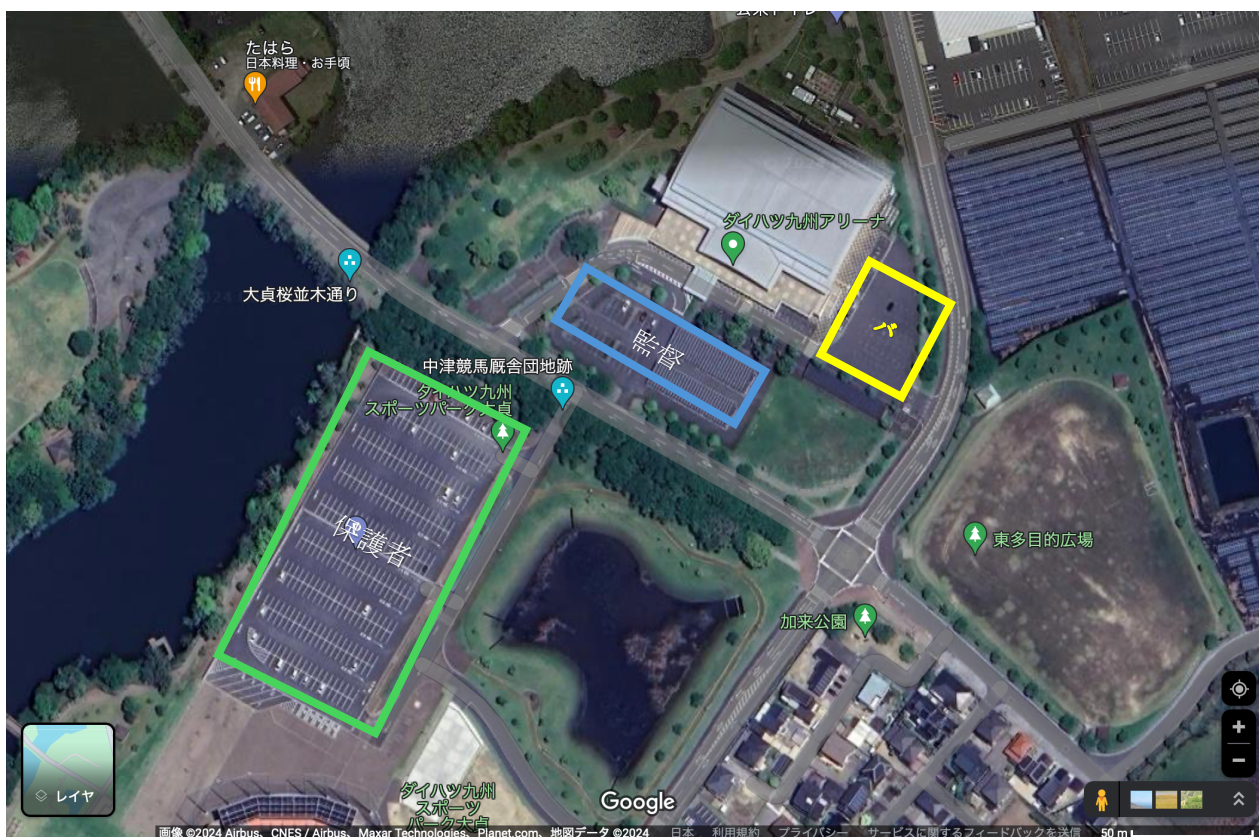 たはら
日本料理・お手頃
ダイハツ九州アリーナ
大貞桜並木通り
監督
中津競馬厩舎団地跡
ダイハツ九州
スポーツパーク大貞
保護者
東多目的広場
加来公園
レイヤ
ダイハツ九州
スポーツ
パーク大貞
Google
画像 ©2024 Airbus、CNES / Airbus、Maxar Technologies、Planet.com、地図データ ©2024 日本 利用規約 プライバシー サービスに関するフィードバックを送信 50 m